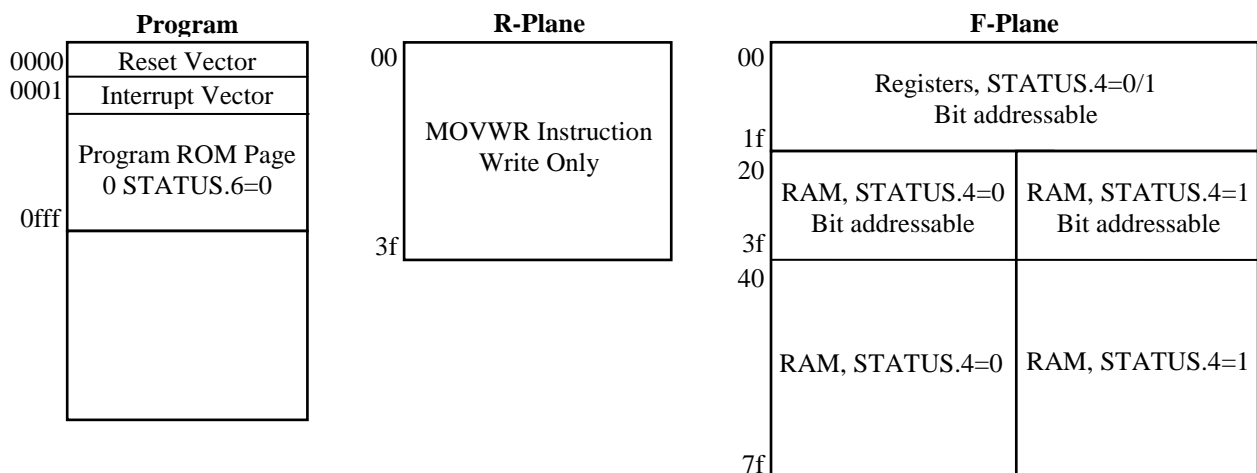 Program
0000
Reset Vector
0001
Interrupt Vector
Program ROM Page
0 STATUS.6=0
0fff
R-Plane
00
MOVWR Instruction
Write Only
3f
F-Plane
00
Registers, STATUS.4=0/1
Bit addressable
1f
20
RAM, STATUS.4=0
Bit addressable
RAM, STATUS.4=1
Bit addressable
3f
40
RAM, STATUS.4=0
RAM, STATUS.4=1
7f